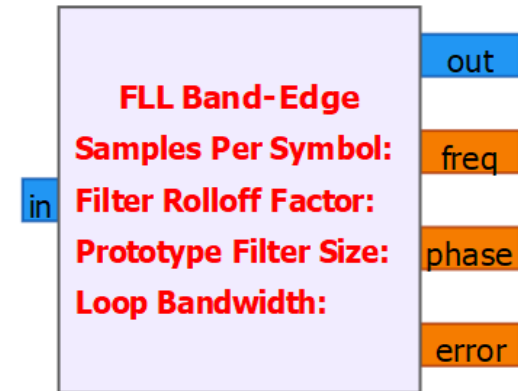 FLL Band-Edge
Samples Per Symbol:
Filter Rolloff Factor:
Prototype Filter Size:
Loop Bandwidth:
in
out
freq
phase
error